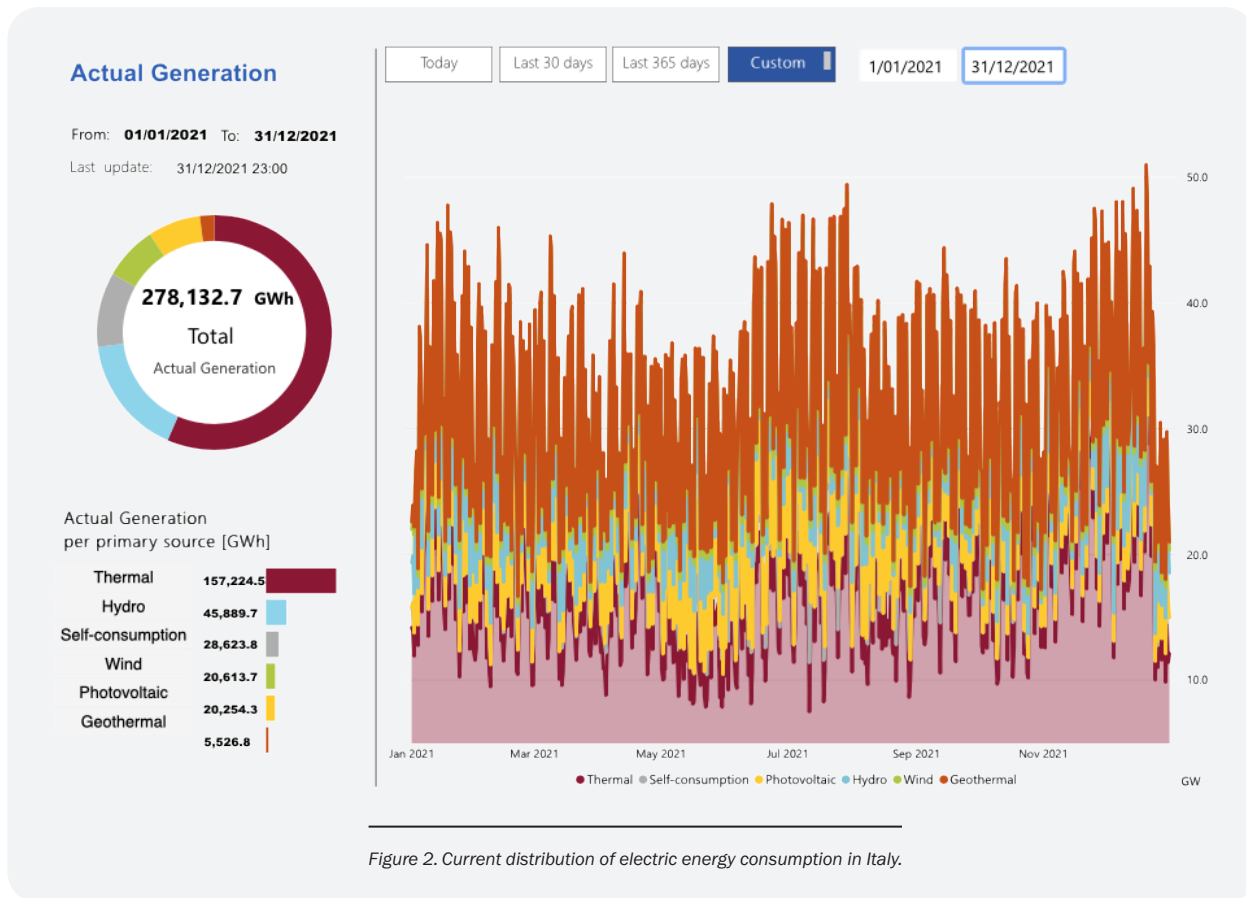 Actual Generation
From: 01/01/2021 To: 31/12/2021
Last update: 31/12/2021 23:00
278,132.7 GWh
Total
Actual Generation
Actual Generation
per primary source [GWh]
Thermal 157,224.5
Hydro 45,889.7
Self-consumption 28,623.8
Wind 20,613.7
Photovoltaic 20,254.3
Geothermal 5,526.8
Today Last 30 days Last 365 days Custom 1/01/2021 31/12/2021
50.0
40.0
30.0
20.0
10.0
Jan 2021 Mar 2021 May 2021 Jul 2021 Sep 2021 Nov 2021
Thermal Self-consumption Photovoltaic Hydro Wind Geothermal
GW
Figure 2. Current distribution of electric energy consumption in Italy.